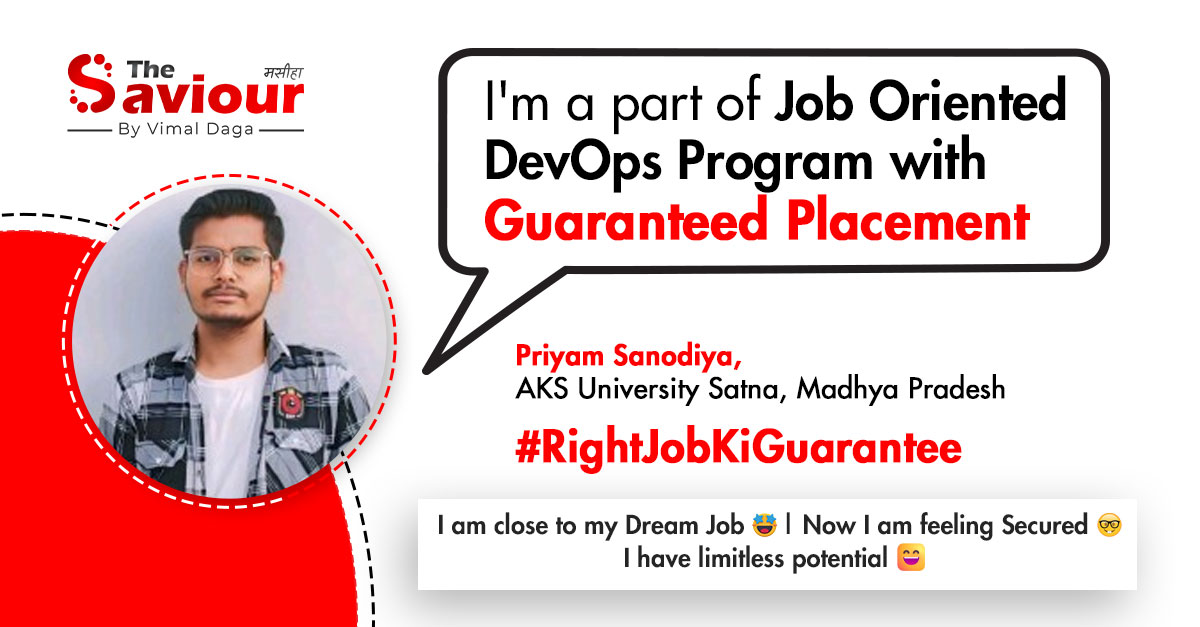 The
मसीहा
Saviour
By Vimal Daga
I'm a part of Job Oriented
DevOps Program with
Guaranteed Placement
Priyam Sanodiya,
AKS University Satna, Madhya Pradesh
#RightJobKiGuarantee
I am close to my Dream Job 🤩 | Now I am feeling Secured 🤓
I have limitless potential 😄